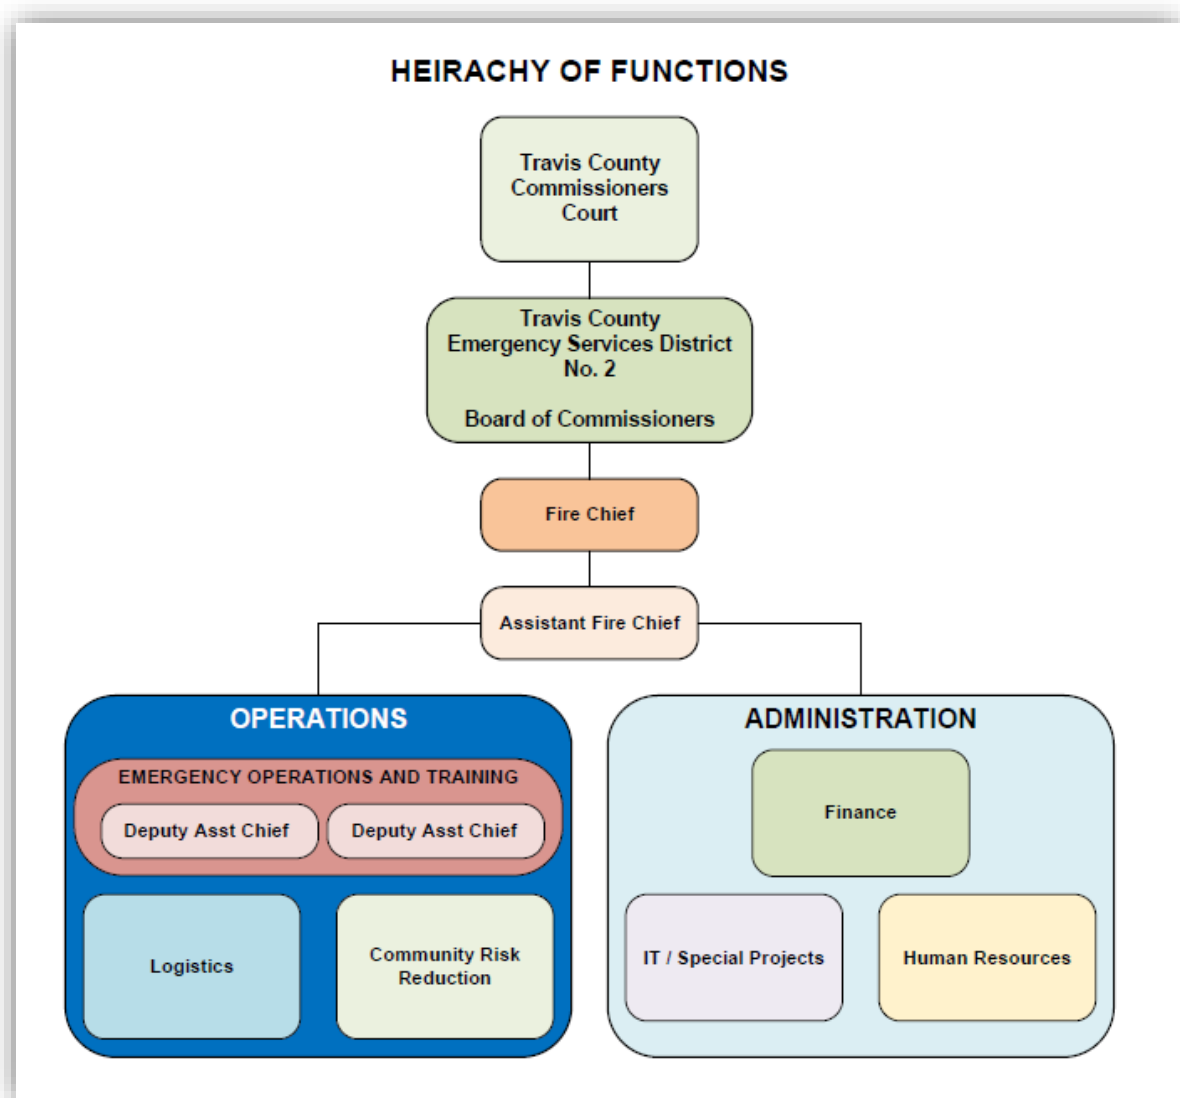 HEIRACHY OF FUNCTIONS
Travis County
Commissioners
Court
Travis County
Emergency Services District
No. 2
Board of Commissioners
Fire Chief
Assistant Fire Chief
OPERATIONS
EMERGENCY OPERATIONS AND TRAINING
Deputy Asst Chief
Deputy Asst Chief
Logistics
Community Risk
Reduction
ADMINISTRATION
Finance
IT / Special Projects
Human Resources